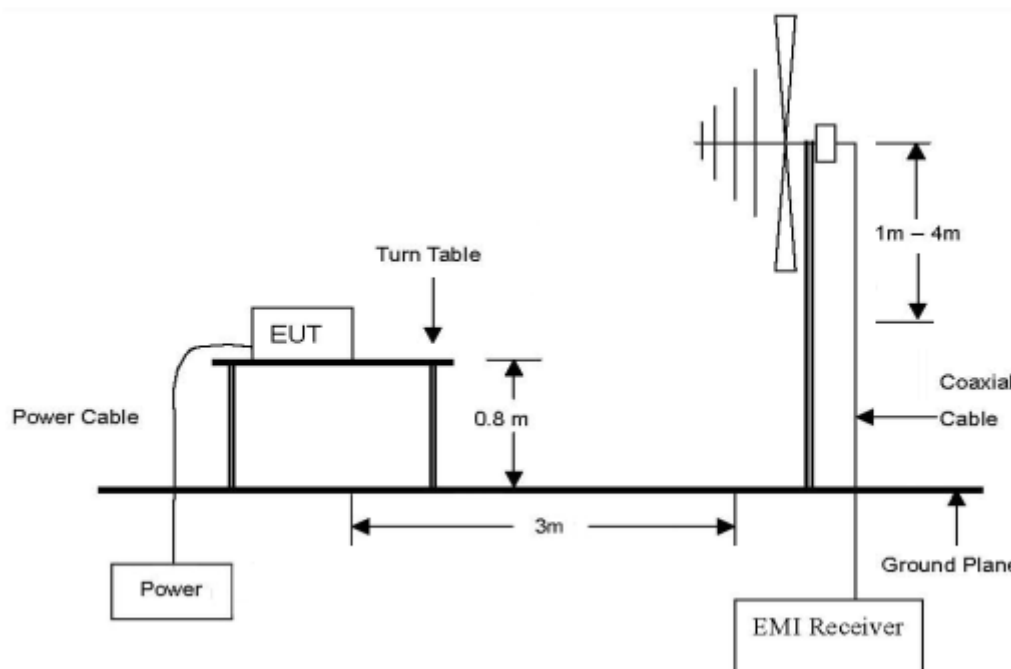 1m – 4m
Turn Table
EUT
Coaxial
Cable
Power Cable
0.8 m
3m
Ground Plane
Power
EMI Receiver